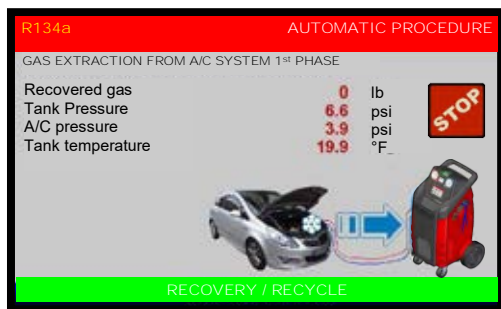 R134a AUTOMATIC PROCEDURE
GAS EXTRACTION FROM A/C SYSTEM 1st PHASE
Recovered gas 0 lb
Tank Pressure 6.6 psi
A/C pressure 3.9 psi
Tank temperature 19.9 °F_
STOP
RECOVERY / RECYCLE